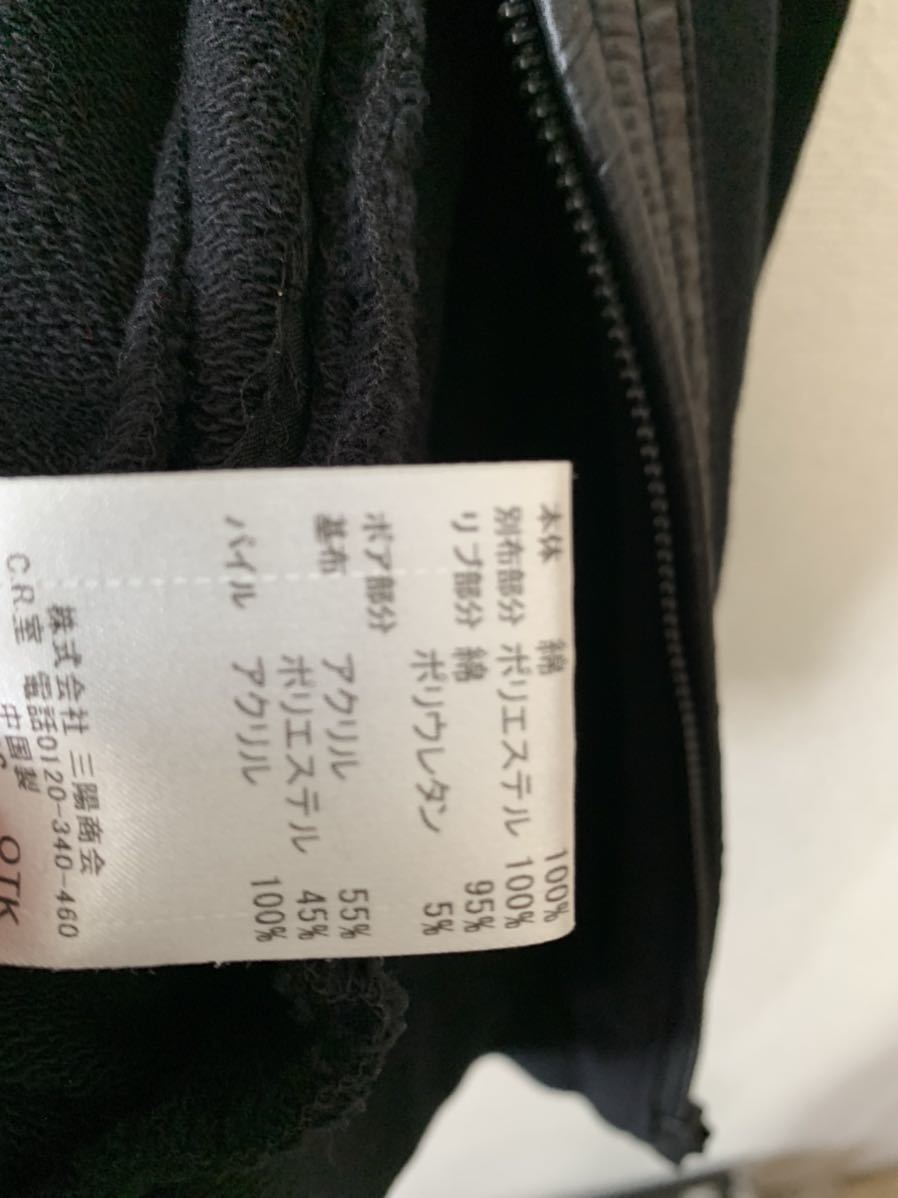 本体 綿 100%
別布部分 ポリエステル 100%
リブ部分 綿 95%
ポリウレタン 5%
ボア部分
基布 アクリル 55%
ポリエステル 45%
パイル アクリル 100%
株式会社 三陽商会
C.R.室 電話0120-340-460
中国製
QTK